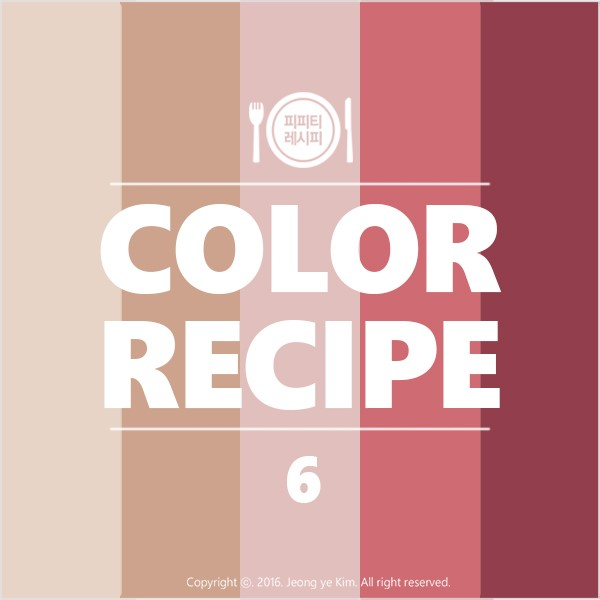 피피티
레시피
COLOR
RECIPE
6
Copyright ⓒ. 2016. Jeong ye Kim. All right reserved.